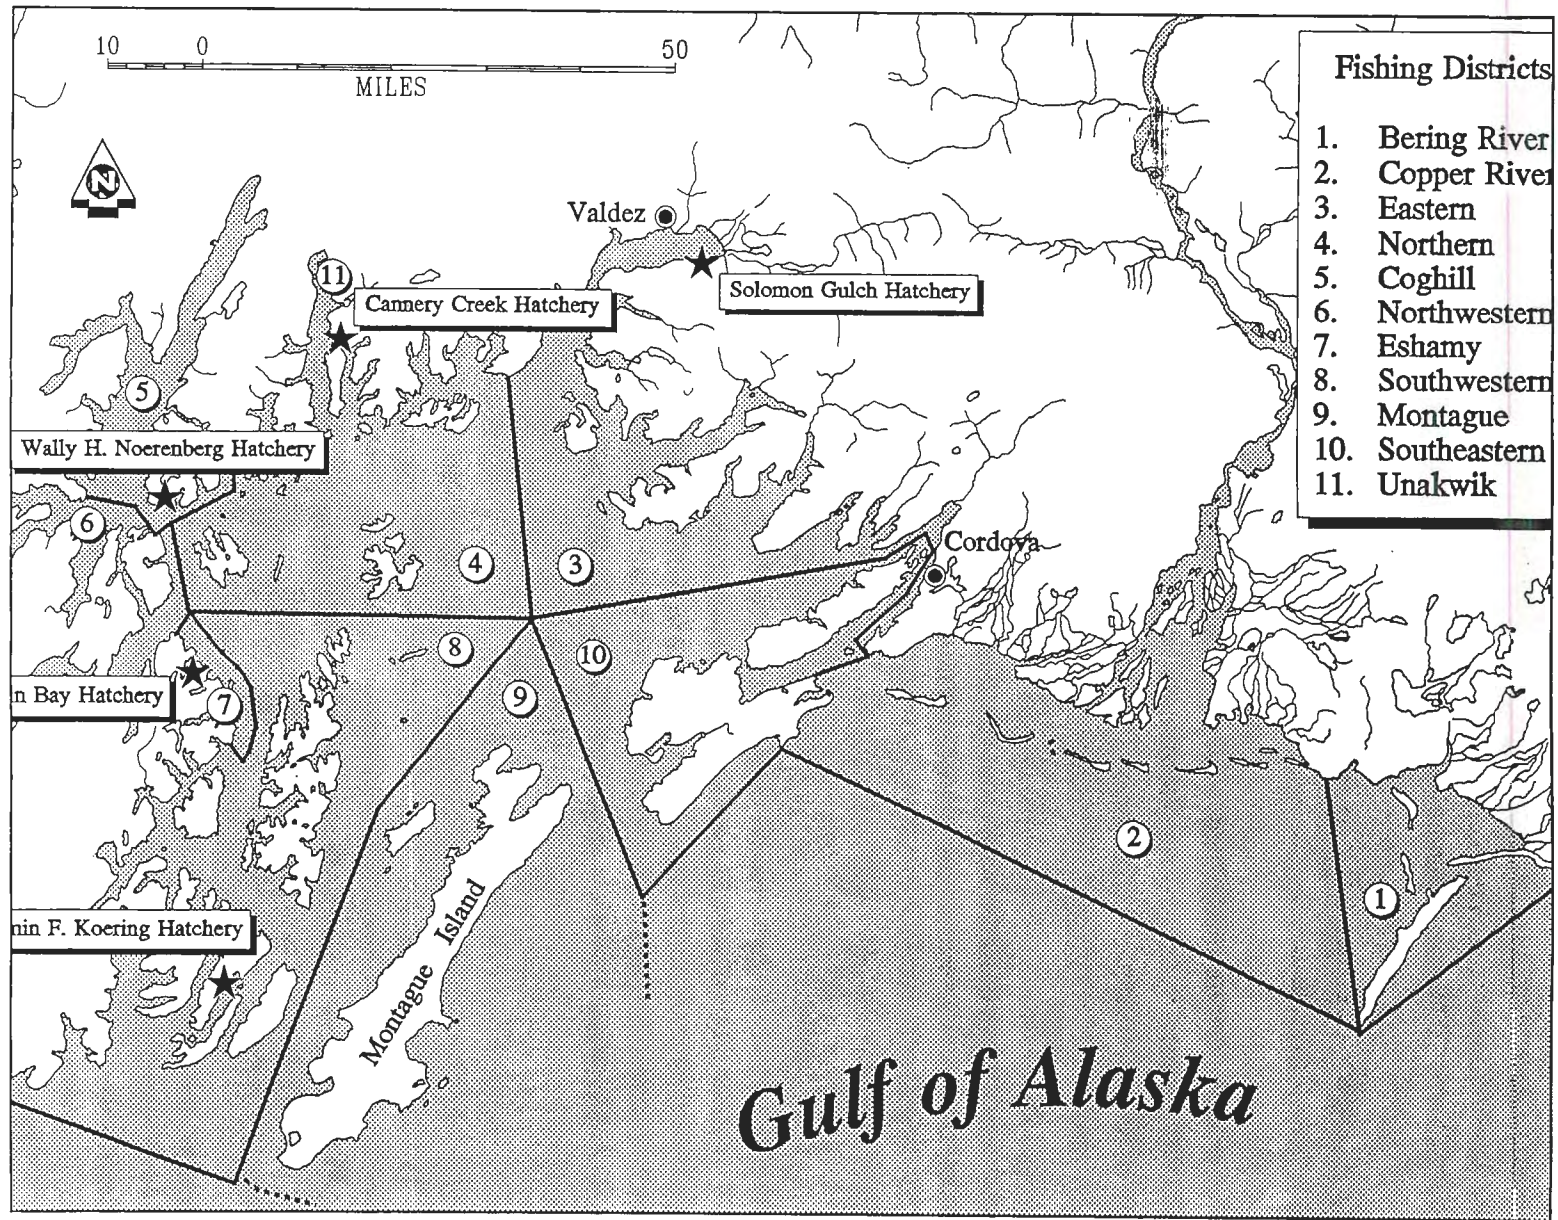 10 0 50
MILES
N
Fishing Districts
1. Bering River
2. Copper River
3. Eastern
4. Northern
5. Coghill
6. Northwestern
7. Eshamy
8. Southwestern
9. Montague
10. Southeastern
11. Unakwik
Valdez
11
Solomon Gulch Hatchery
Cannery Creek Hatchery
5
Wally H. Noerenberg Hatchery
6
4
3
Cordova
8
10
n Bay Hatchery
7
9
2
1
nin F. Koering Hatchery
Montague Island
Gulf of Alaska